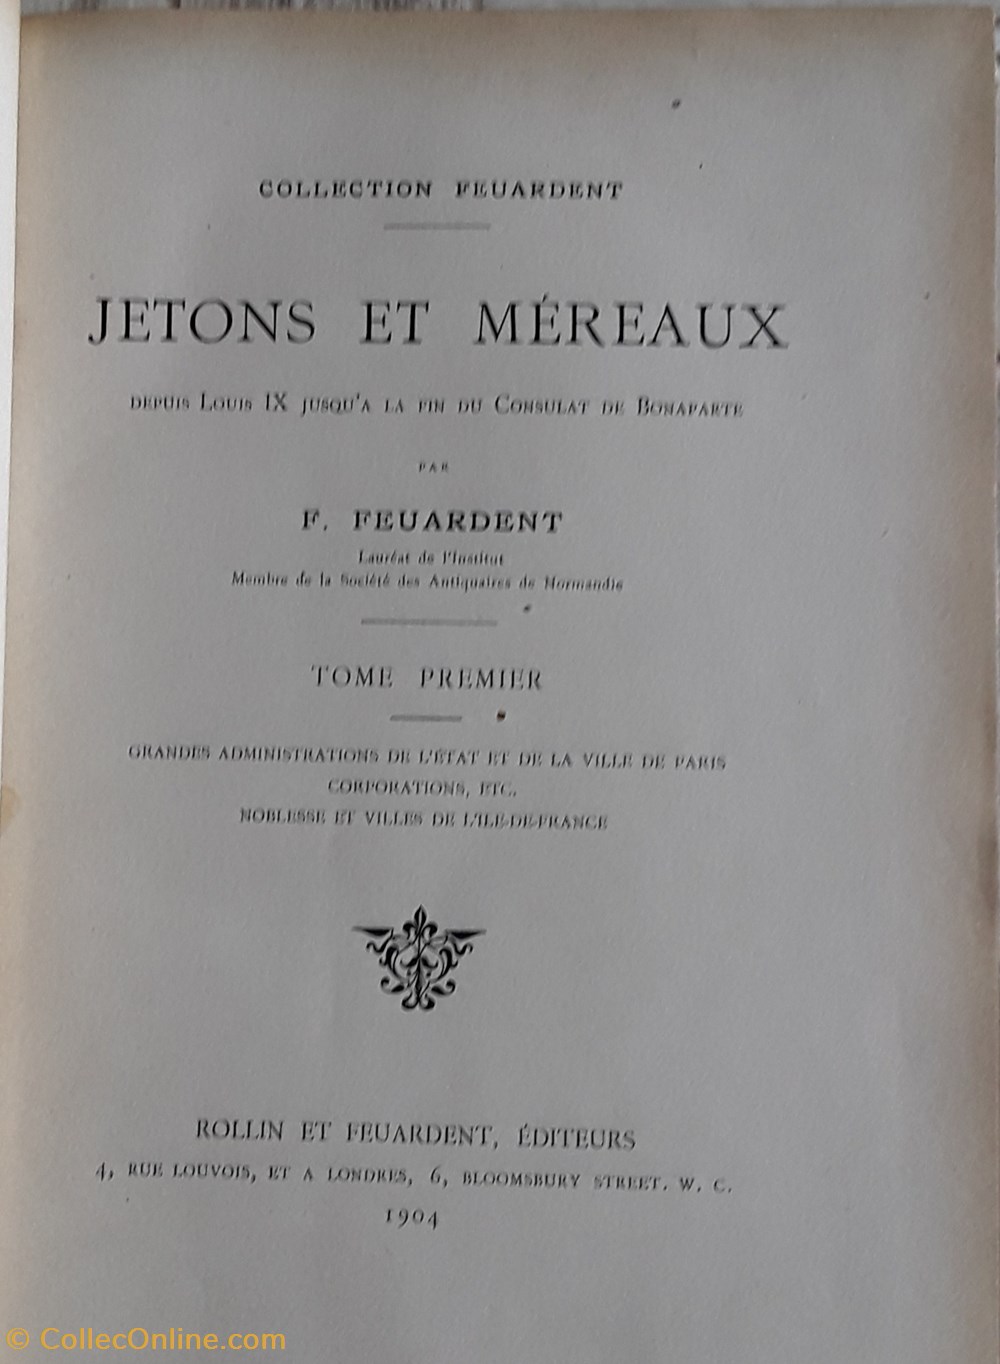 COLLECTION FEUARDENT
JETONS ET MÉREAUX
DEPUIS LOUIS IX JUSQU'A LA FIN DU CONSULAT DE BONAPARTE
PAR
F. FEUARDENT
Lauréat de l'Institut
Membre de la Société des Antiquaires de Normandie
TOME PREMIER
GRANDES ADMINISTRATIONS DE L'ÉTAT ET DE LA VILLE DE PARIS
CORPORATIONS, ETC.
NOBLESSE ET VILLES DE L'ILE-DE-FRANCE
ROLLIN ET FEUARDENT, ÉDITEURS
4, RUE LOUVOIS, ET A LONDRES, 6, BLOOMSBURY STREET. W. C.
1904
© CollecOnline.com